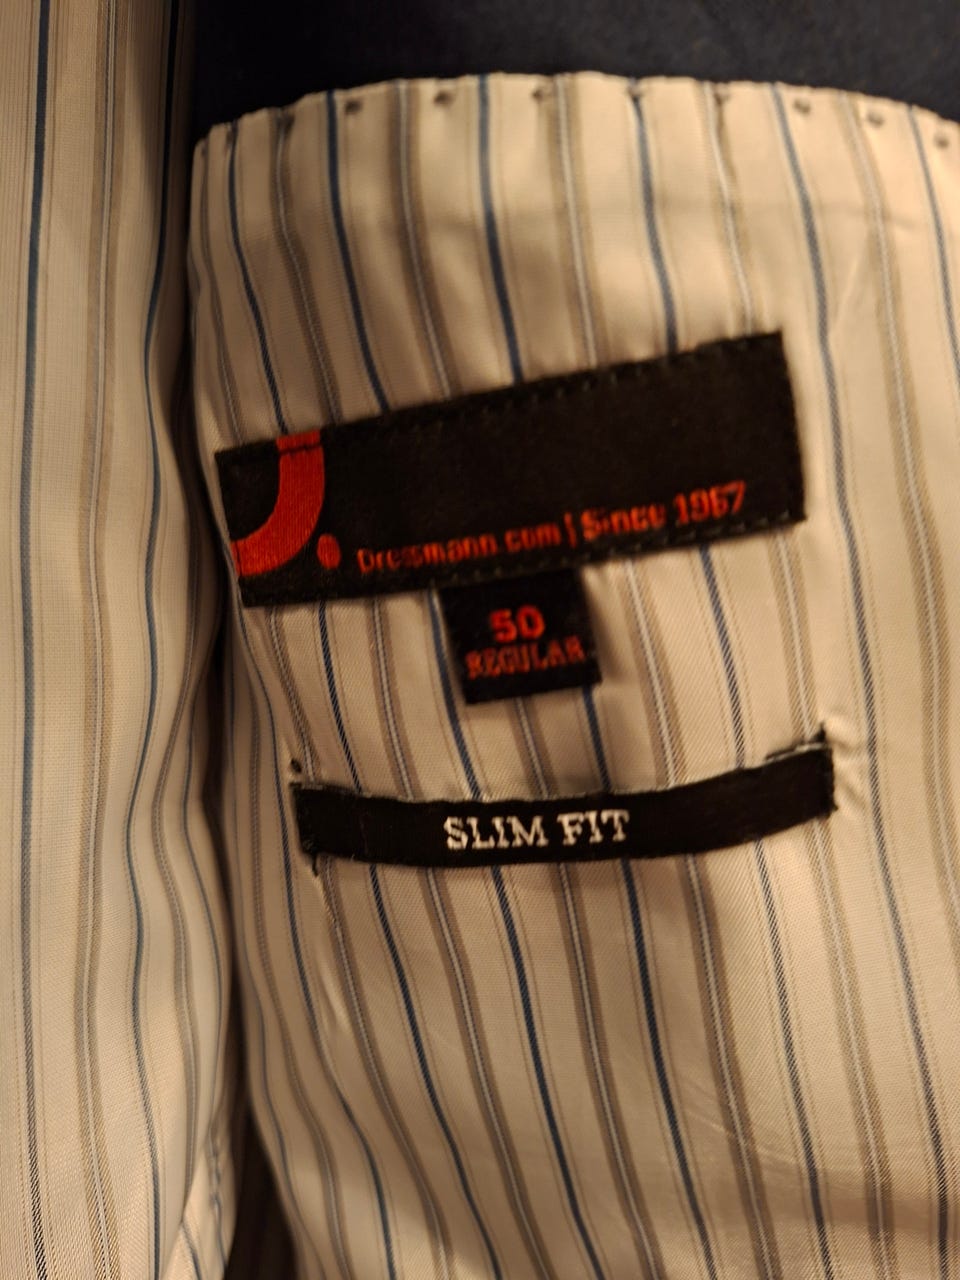 Dressmann.com | Since 1967
50
REGULAR
SLIM FIT